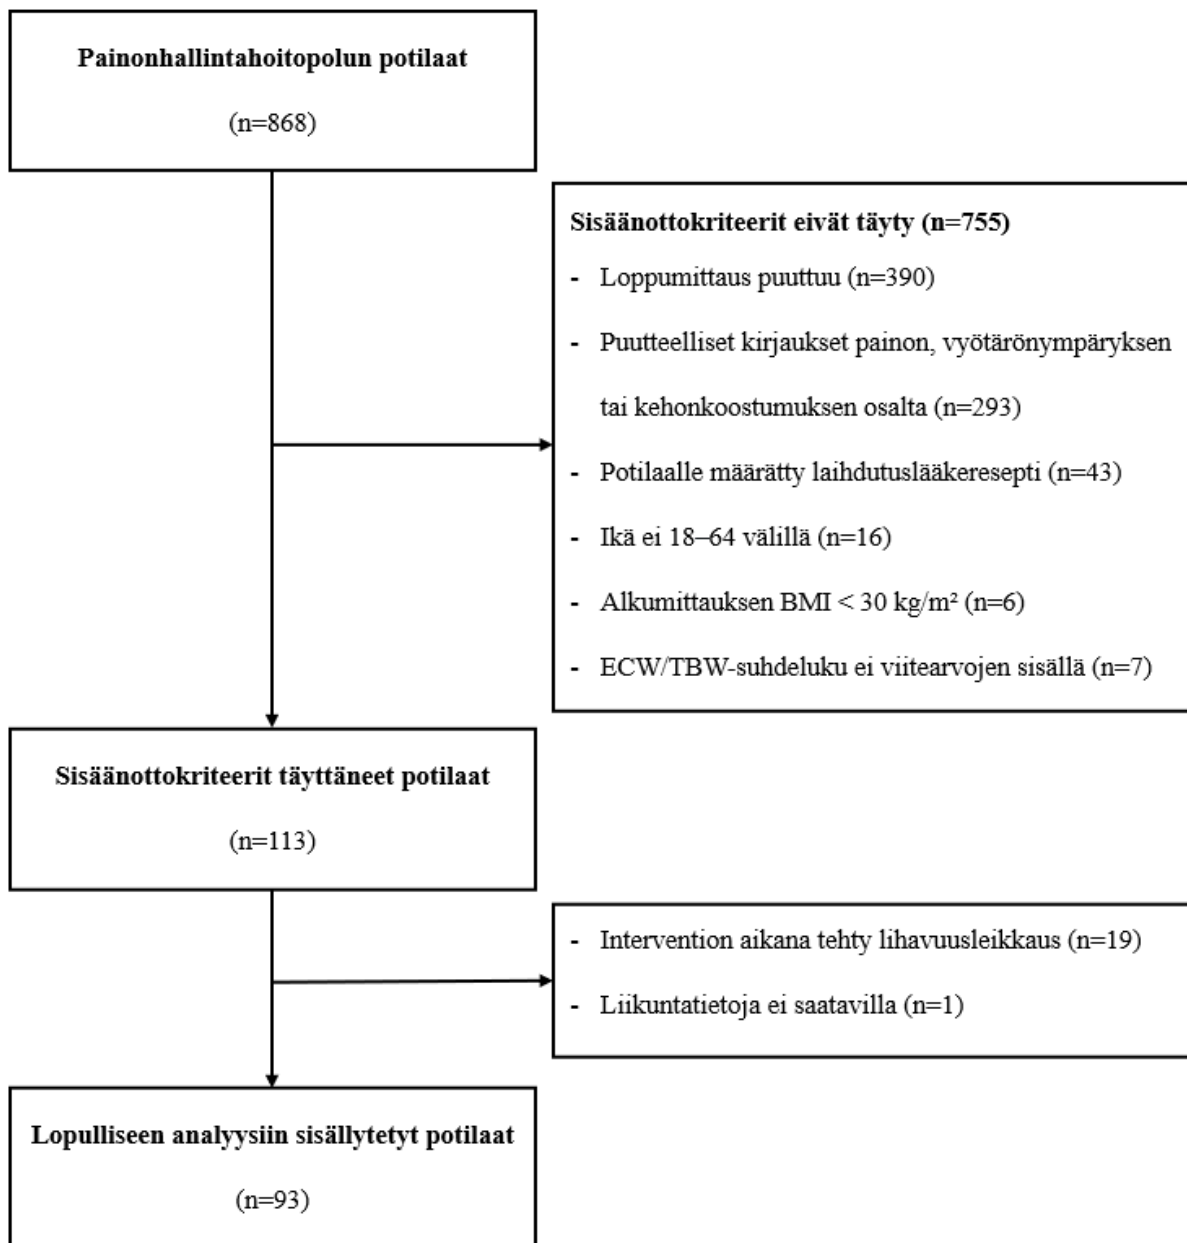 Painonhallintahoitopolun potilaat
(n=868)
Sisäänottokriteerit eivät täyty (n=755)
- Loppumittaus puuttuu (n=390)
- Puutteelliset kirjaukset painon, vyötärönympäryksen
tai kehonkoostumuksen osalta (n=293)
- Potilaalle määrätty laihdutuslääkeresepti (n=43)
- Ikä ei 18–64 välillä (n=16)
- Alkumittauksen BMI < 30 kg/m² (n=6)
- ECW/TBW-suhdeluku ei viitearvojen sisällä (n=7)
Sisäänottokriteerit täyttäneet potilaat
(n=113)
- Intervention aikana tehty lihavuusleikkaus (n=19)
- Liikuntatietoja ei saatavilla (n=1)
Lopulliseen analyysiin sisällytetyt potilaat
(n=93)